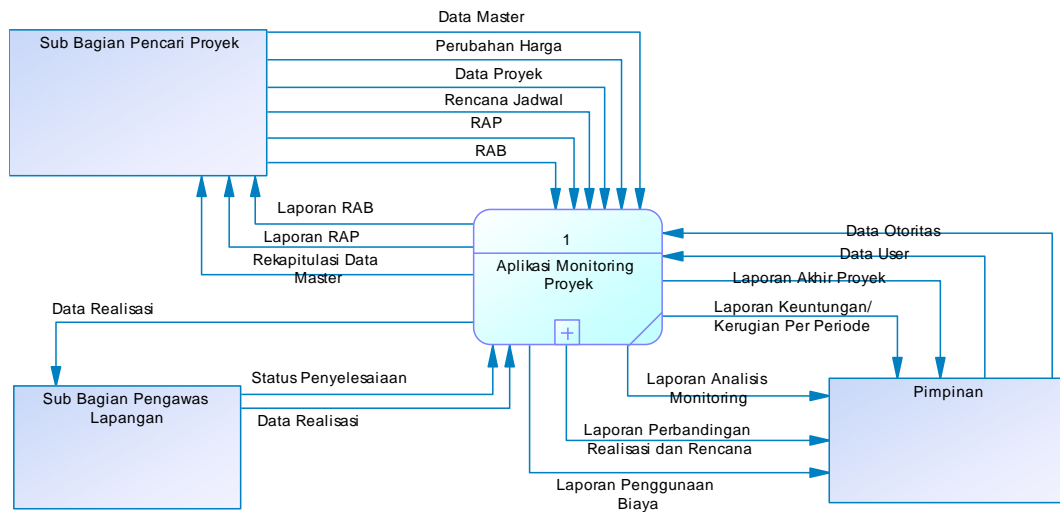 Data Master
Sub Bagian Pencari Proyek
Perubahan Harga
Data Proyek
Rencana Jadwal
RAP
RAB
Laporan RAB
Laporan RAP
Rekapitulasi Data
Master
1
Aplikasi Monitoring
Proyek
+
Data Otoritas
Data User
Laporan Akhir Proyek
Laporan Keuntungan/
Kerugian Per Periode
Data Realisasi
Status Penyelesaiaan
Data Realisasi
Sub Bagian Pengawas
Lapangan
Laporan Analisis
Monitoring
Pimpinan
Laporan Perbandingan
Realisasi dan Rencana
Laporan Penggunaan
Biaya